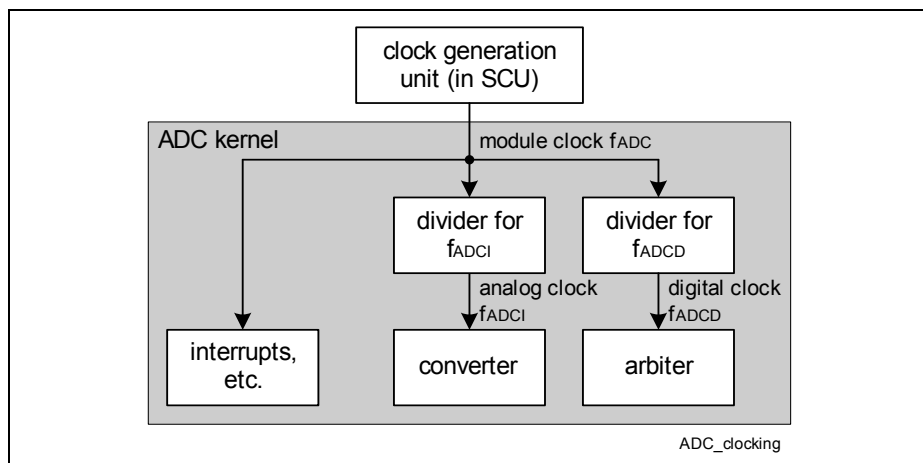 clock generation
unit (in SCU)
ADC kernel
module clock fADC
divider for
fADCI
divider for
fADCD
analog clock
fADCI
digital clock
fADCD
interrupts,
etc.
converter
arbiter
ADC_clocking